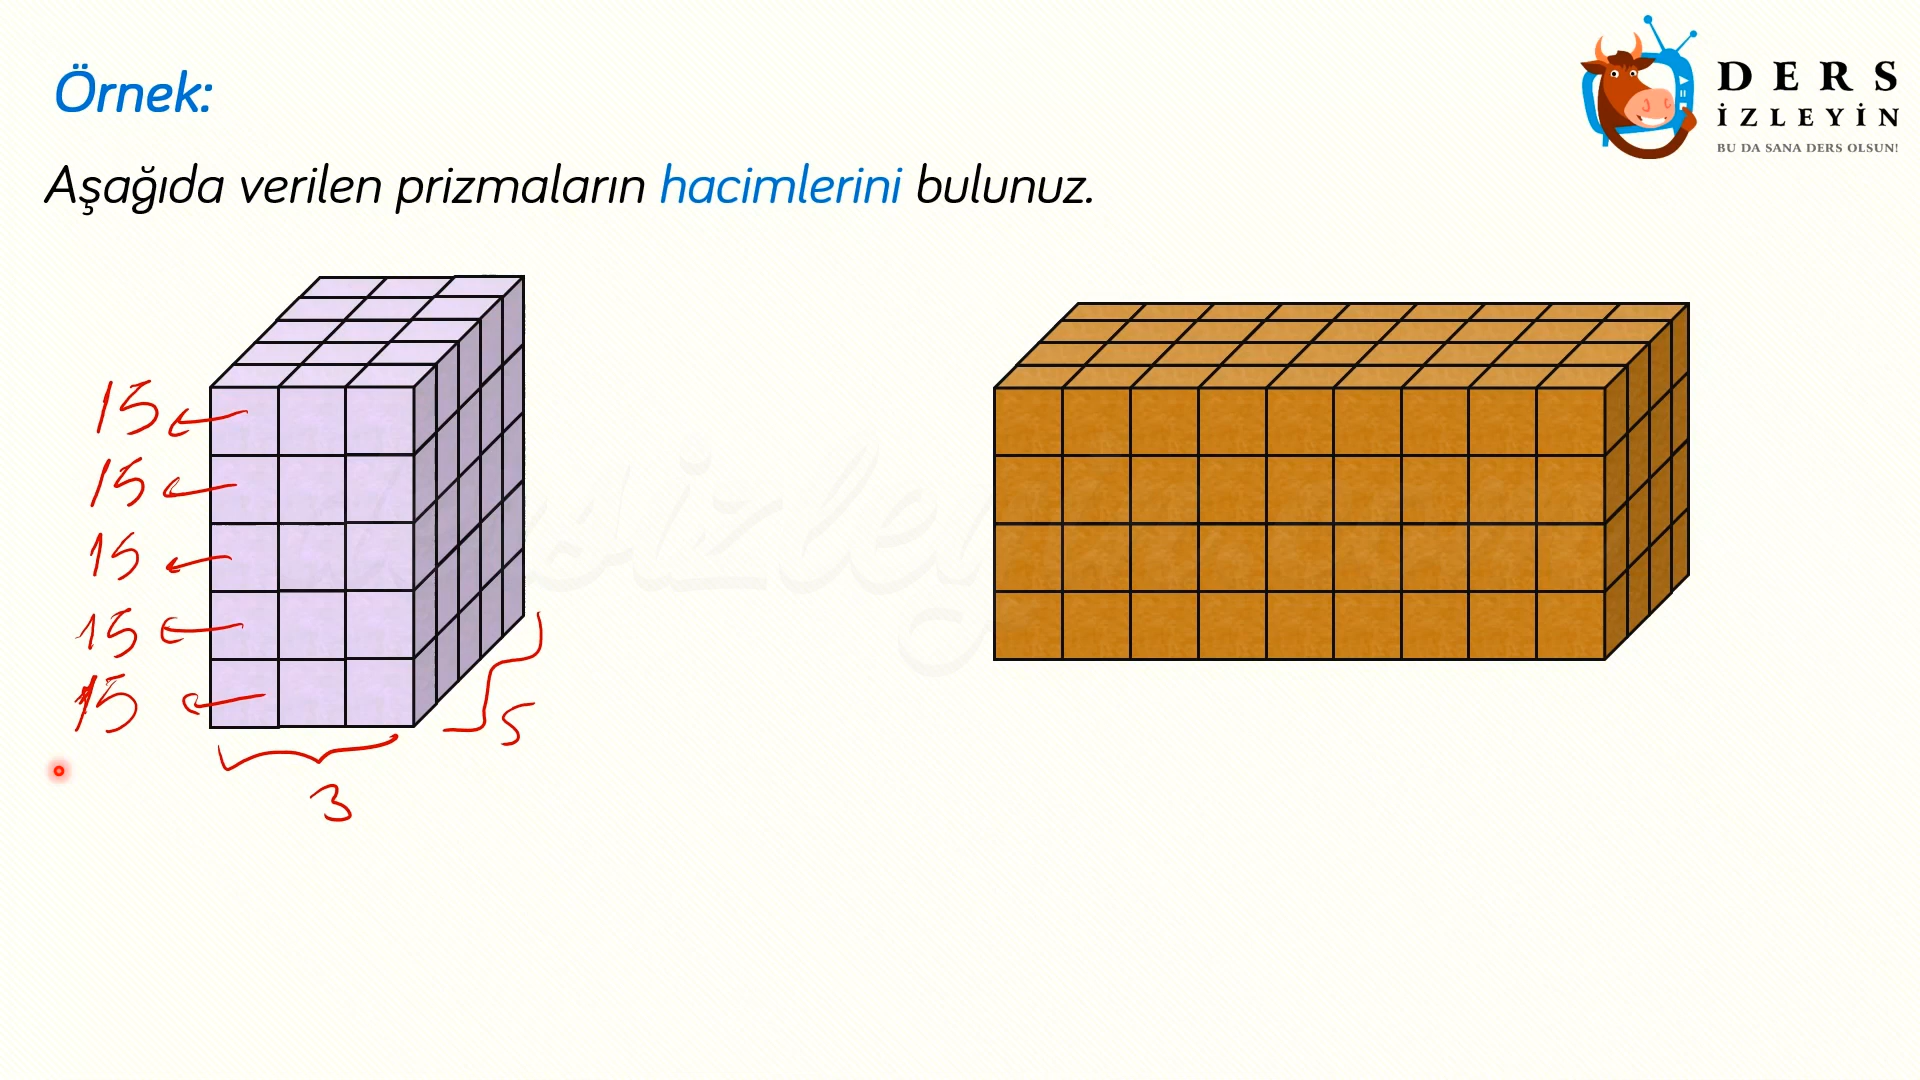 Örnek:
DERS
İZLEYİN
BU DA SANA DERS OLSUN!
Aşağıda verilen prizmaların hacimlerini bulunuz.
15
15
15
15
15
5
3